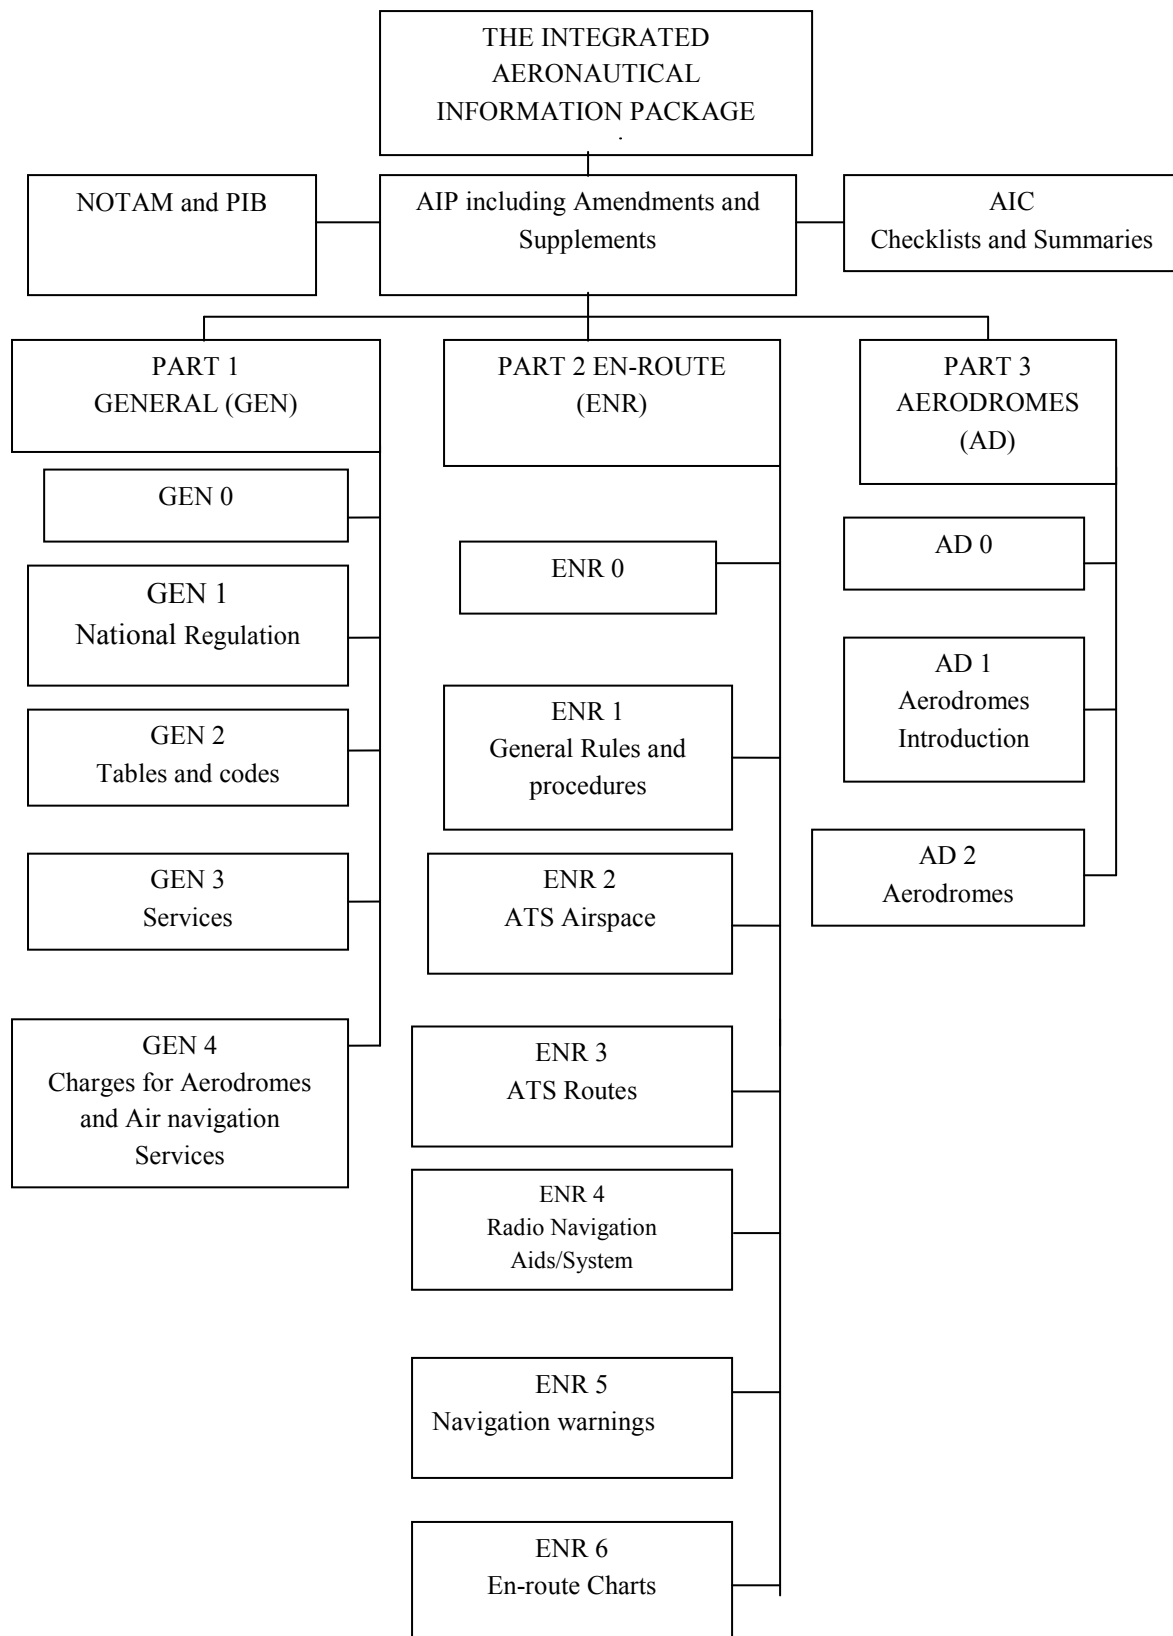 THE INTEGRATED
AERONAUTICAL
INFORMATION PACKAGE
.
NOTAM and PIB
AIP including Amendments and
Supplements
AIC
Checklists and Summaries
PART 1
GENERAL (GEN)
PART 2 EN-ROUTE
(ENR)
PART 3
AERODROMES
(AD)
GEN 0
GEN 1
National Regulation
GEN 2
Tables and codes
GEN 3
Services
GEN 4
Charges for Aerodromes
and Air navigation
Services
ENR 0
ENR 1
General Rules and
procedures
ENR 2
ATS Airspace
ENR 3
ATS Routes
ENR 4
Radio Navigation
Aids/System
ENR 5
Navigation warnings
ENR 6
En-route Charts
AD 0
AD 1
Aerodromes
Introduction
AD 2
Aerodromes